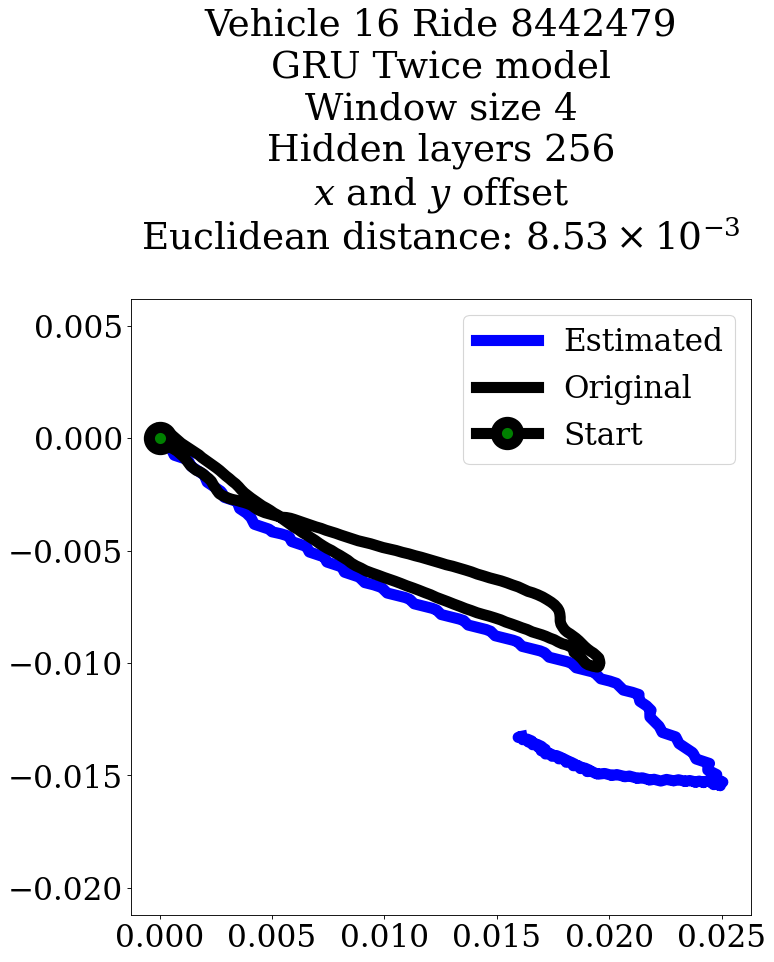 Vehicle 16 Ride 8442479
GRU Twice model
Window size 4
Hidden layers 256
x and y offset
Euclidean distance: 8.53 × 10⁻³
Estimated
Original
Start
0.005
0.000
−0.005
−0.010
−0.015
−0.020
0.000 0.005 0.010 0.015 0.020 0.025